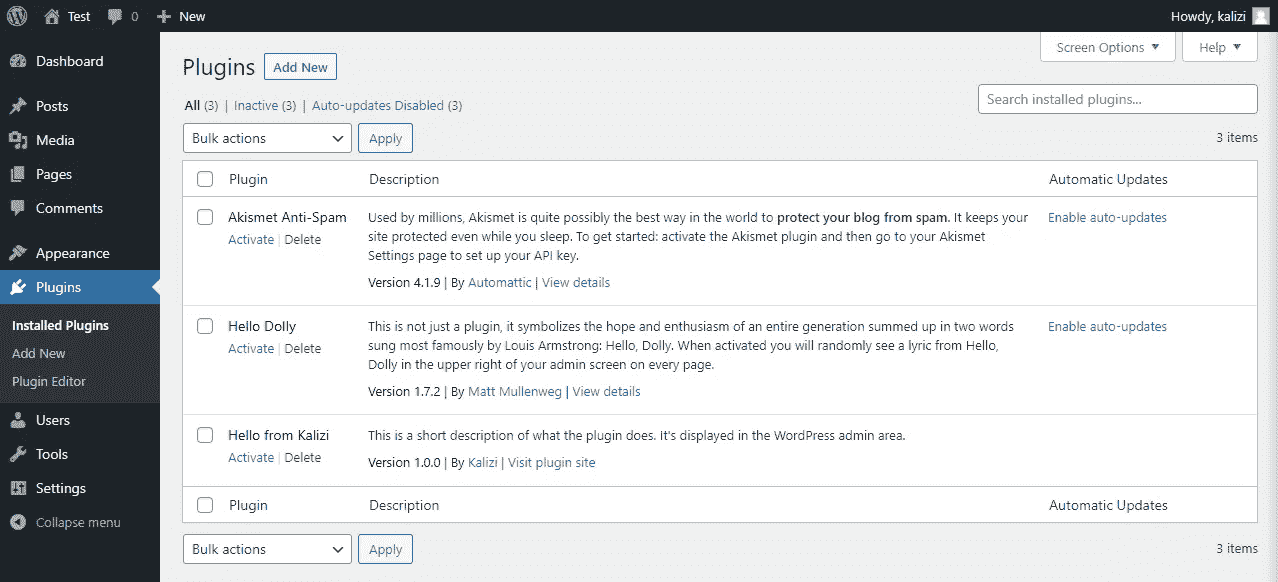 Test 0 New Howdy, kalizi
Dashboard
Posts
Media
Pages
Comments
Appearance
Plugins
Installed Plugins
Add New
Plugin Editor
Users
Tools
Settings
Collapse menu
Screen Options Help
Plugins Add New
All (3) | Inactive (3) | Auto-updates Disabled (3)
Search installed plugins...
Bulk actions Apply 3 items
Plugin Description Automatic Updates
Akismet Anti-Spam
Activate | Delete
Used by millions, Akismet is quite possibly the best way in the world to protect your blog from spam. It keeps your
site protected even while you sleep. To get started: activate the Akismet plugin and then go to your Akismet
Settings page to set up your API key.
Version 4.1.9 | By Automattic | View details
Enable auto-updates
Hello Dolly
Activate | Delete
This is not just a plugin, it symbolizes the hope and enthusiasm of an entire generation summed up in two words
sung most famously by Louis Armstrong: Hello, Dolly. When activated you will randomly see a lyric from Hello,
Dolly in the upper right of your admin screen on every page.
Version 1.7.2 | By Matt Mullenweg | View details
Enable auto-updates
Hello from Kalizi
Activate | Delete
This is a short description of what the plugin does. It's displayed in the WordPress admin area.
Version 1.0.0 | By Kalizi | Visit plugin site
Plugin Description Automatic Updates
Bulk actions Apply 3 items